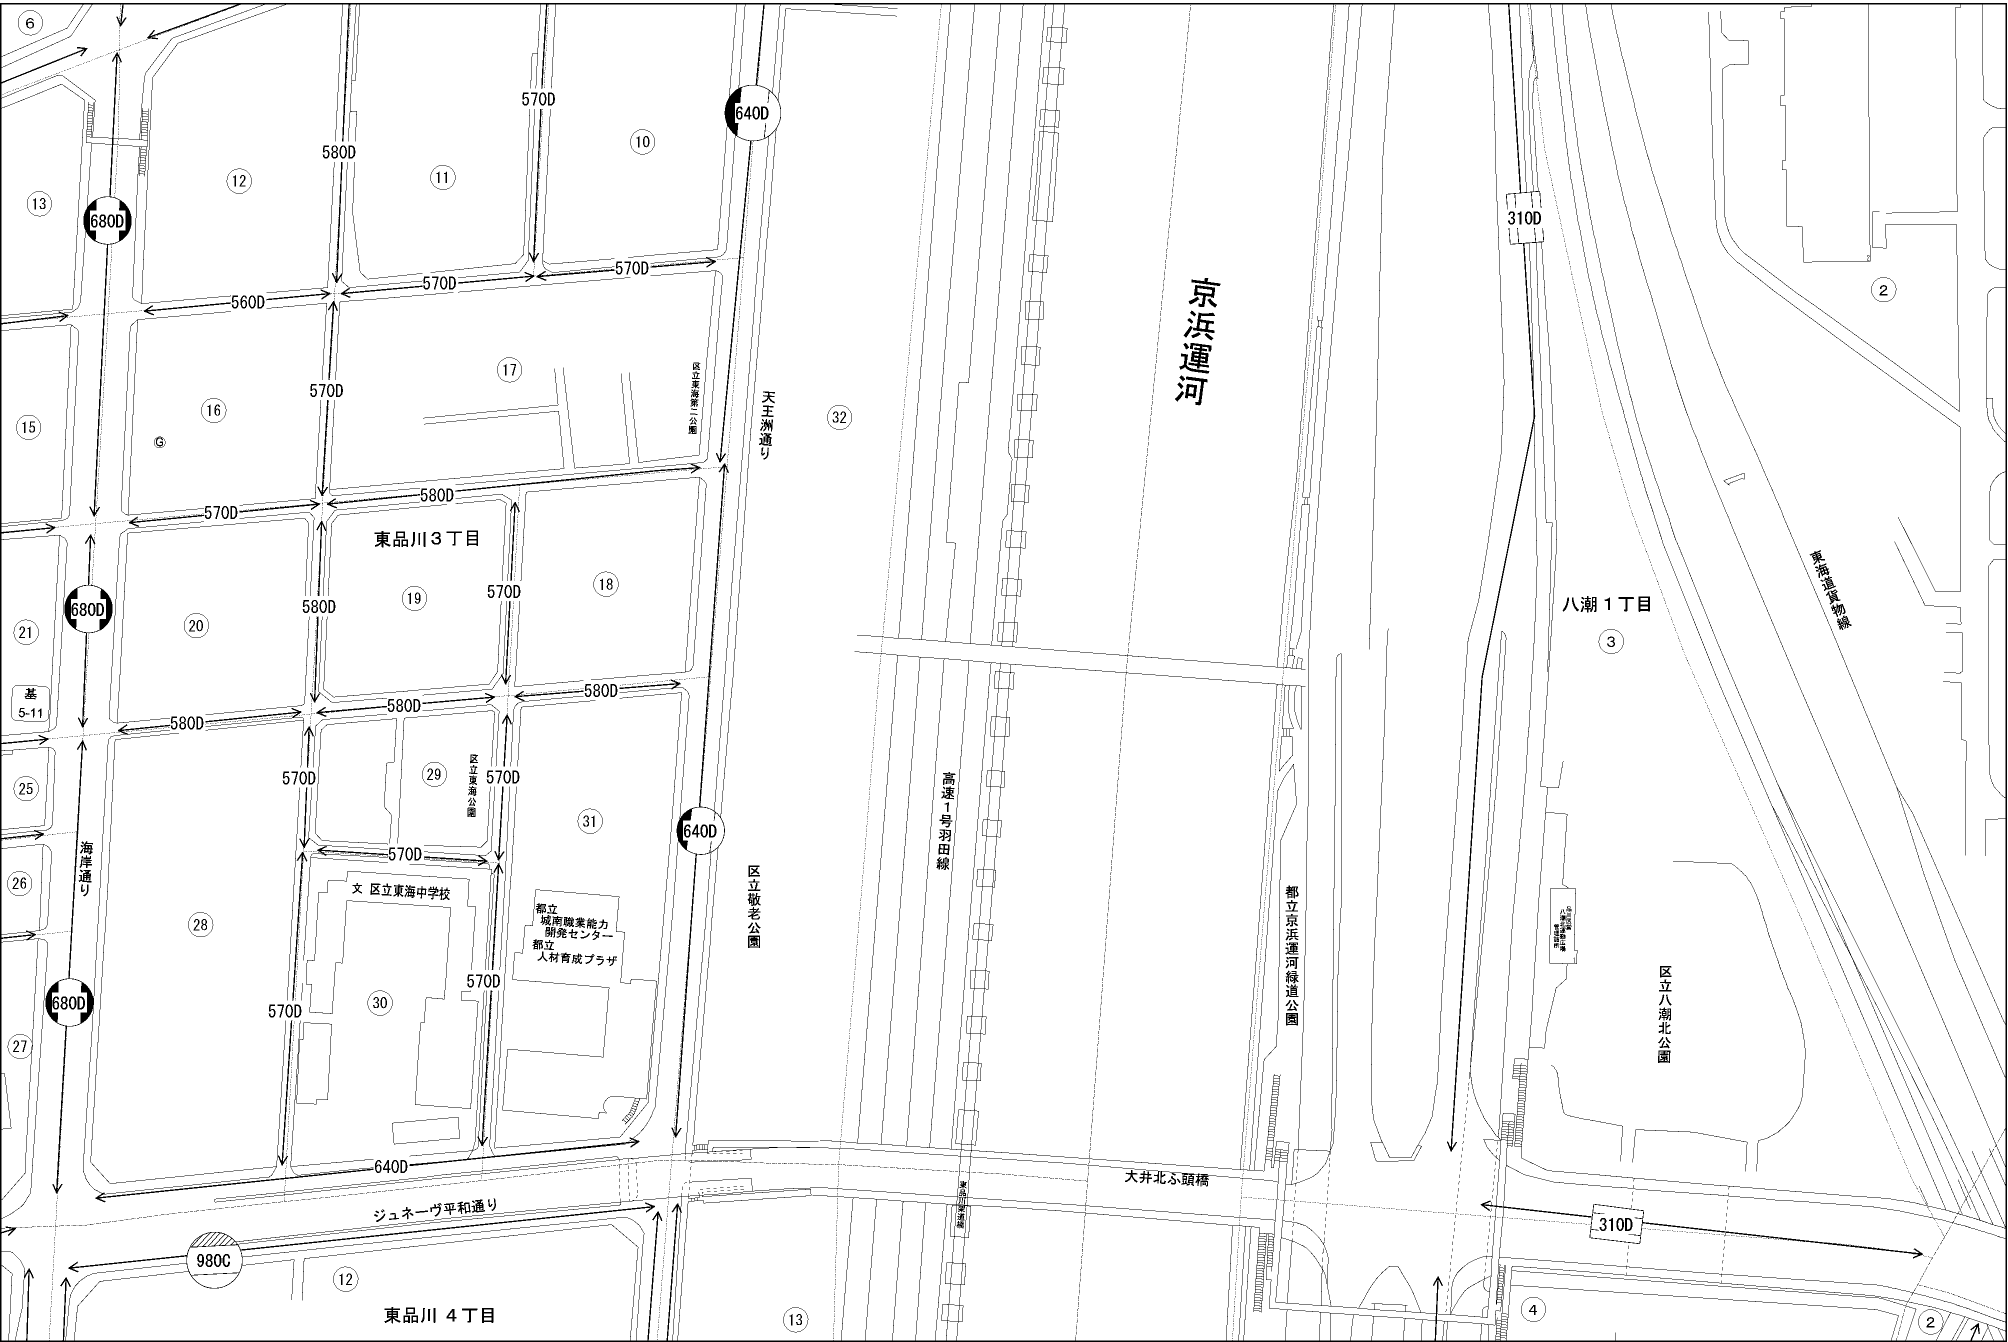 6
570D
640D
10
580D
11
12
13
680D
310D
570D
570D
560D
2
京浜運河
17
570D
16
区立東海第二公園
天王洲通り
32
15
G
580D
570D
東品川3丁目
東海道貨物線
18
570D
19
580D
八潮1丁目
680D
20
21
3
基
5-11
580D
580D
580D
570D
29
区立東海公園
570D
25
高速1号羽田線
31
640D
海岸通り
570D
26
文 区立東海中学校
区立敬老公園
都立京浜運河緑道公園
都立
城南職業能力
開発センター
都立
人材育成プラザ
28
570D
30
680D
570D
区立八潮北公園
27
640D
大井北ふ頭橋
ジュネーヴ平和通り
310D
980C
12
東品川 4丁目
13
4
2